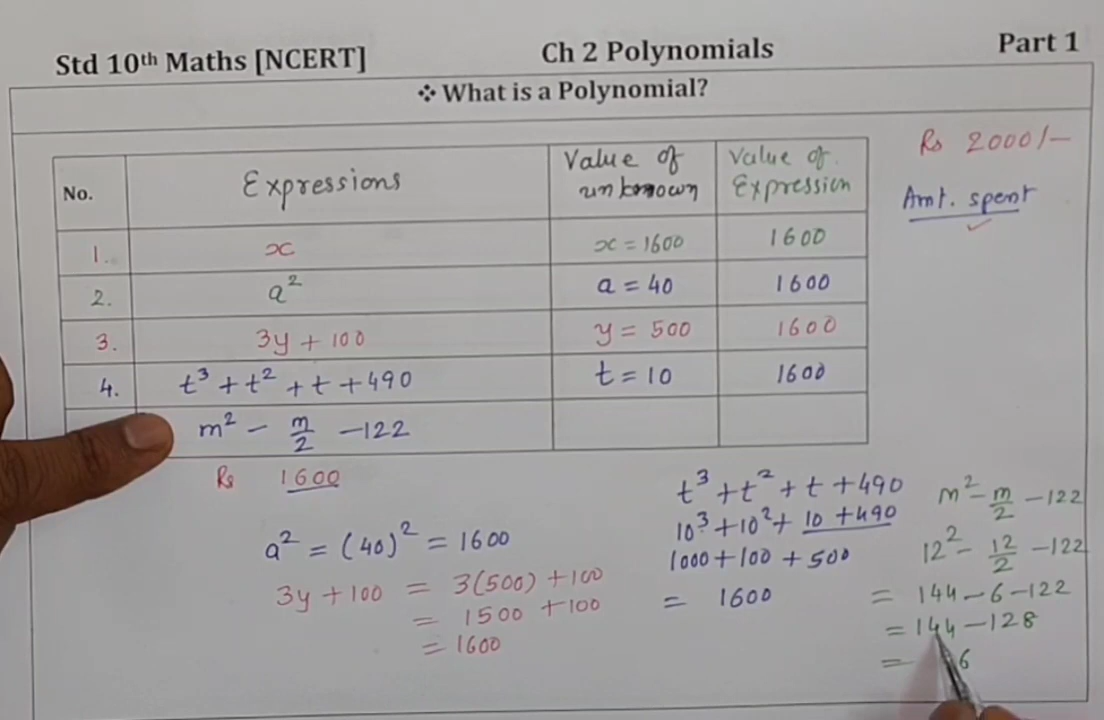 Std 10th Maths [NCERT] Ch 2 Polynomials Part 1
❖ What is a Polynomial?
No. Expressions Value of unknown Value of Expression
1. x x = 1600 1600
2. a² a = 40 1600
3. 3y + 100 y = 500 1600
4. t³ + t² + t + 490 t = 10 1600
m² - m/2 - 122
Rs 2000/-
Amt. spent
Rs 1600
a² = (40)² = 1600
3y + 100 = 3(500) + 100
= 1500 + 100
= 1600
t³ + t² + t + 490
10³ + 10² + 10 + 490
1000 + 100 + 500
= 1600
m² - m/2 - 122
12² - 12/2 - 122
= 144 - 6 - 122
= 144 - 128
= 6